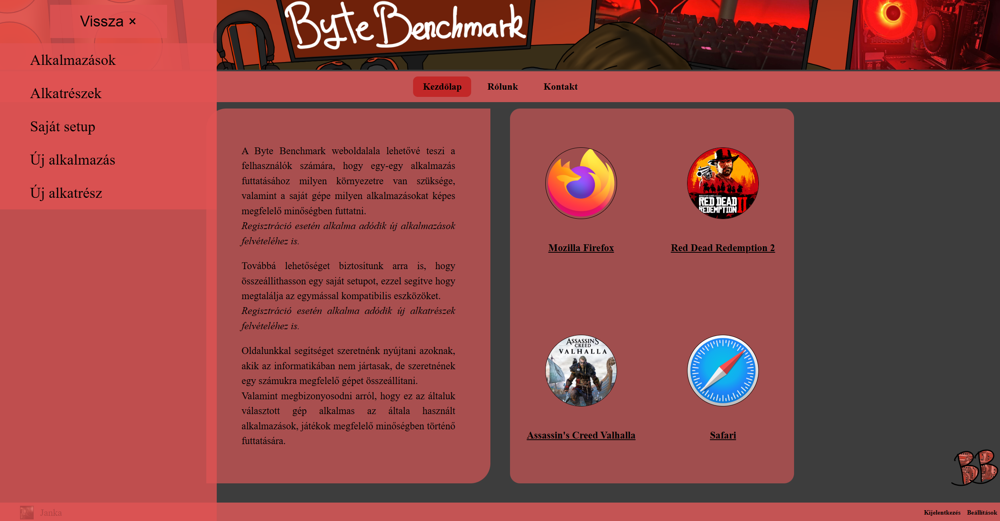 Vissza ×
Alkalmazások
Alkatrészek
Saját setup
Új alkalmazás
Új alkatrész
Byte Benchmark
Kezdőlap
Rólunk
Kontakt
A Byte Benchmark weboldalala lehetővé teszi a
felhasználók számára, hogy egy-egy alkalmazás
futtatásához milyen környezetre van szüksége,
valamint a saját gépe milyen alkalmazásokat képes
megfelelő minőségben futtatni.
Regisztráció esetén alkalma adódik új alkalmazások
felvételéhez is.
Továbbá lehetőséget biztosítunk arra is, hogy
összeállíthasson egy saját setupot, ezzel segítve hogy
megtalálja az egymással kompatibilis eszközöket.
Regisztráció esetén alkalma adódik új alkatrészek
felvételéhez is.
Oldalunkkal segítséget szeretnénk nyújtani azoknak,
akik az informatikában nem jártasak, de szeretnének
egy számukra megfelelő gépet összeállítani.
Valamint megbizonyosodni arról, hogy ez az általuk
választott gép alkalmas az általa használt
alkalmazások, játékok megfelelő minőségben történő
futtatására.
Mozilla Firefox
ROCKSTAR GAMES PRESENTS
RED DEAD
REDEMPTION II
Red Dead Redemption 2
ASSASSIN'S
CREED
VALHALLA
Assassin's Creed Valhalla
Safari
BB
Janka
Kijelentkezés
Beállítások